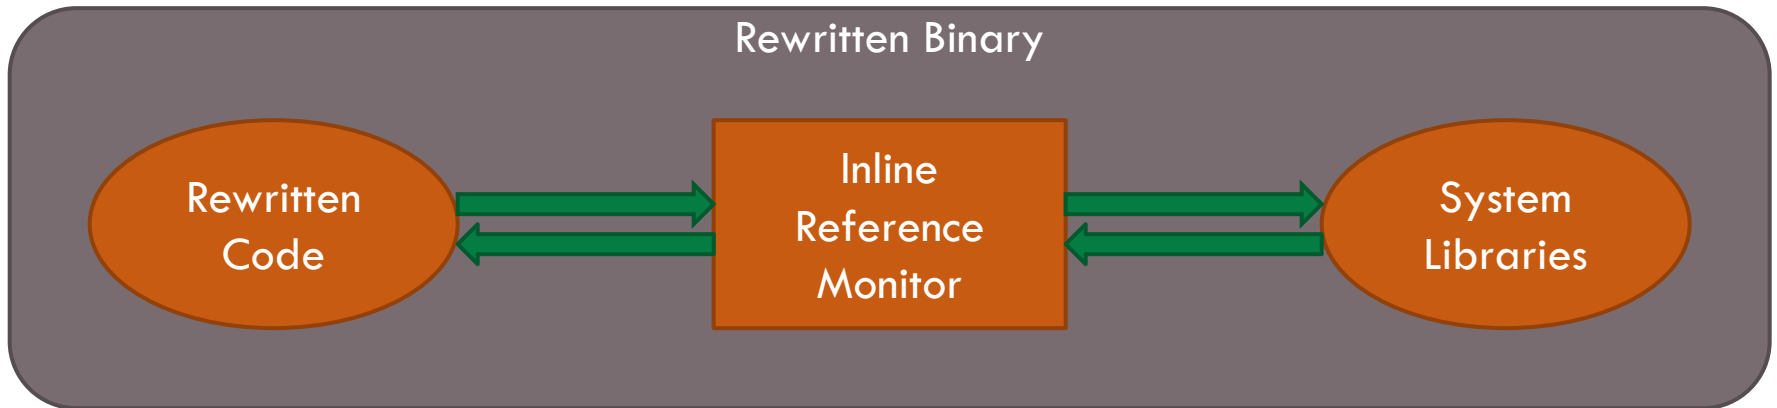 Rewritten Binary
Rewritten
Code
Inline
Reference
Monitor
System
Libraries